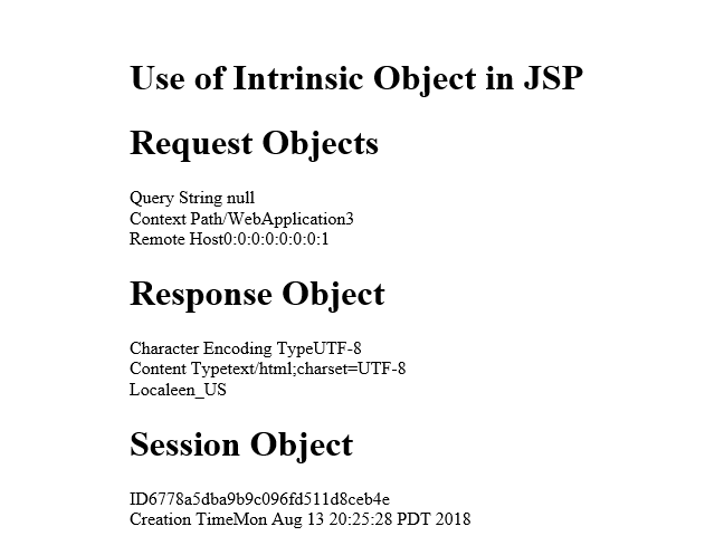 Use of Intrinsic Object in JSP
Request Objects
Query String null
Context Path/WebApplication3
Remote Host0:0:0:0:0:0:0:1
Response Object
Character Encoding TypeUTF-8
Content Typetext/html;charset=UTF-8
Localeen_US
Session Object
ID6778a5dba9b9c096fd511d8ceb4e
Creation TimeMon Aug 13 20:25:28 PDT 2018